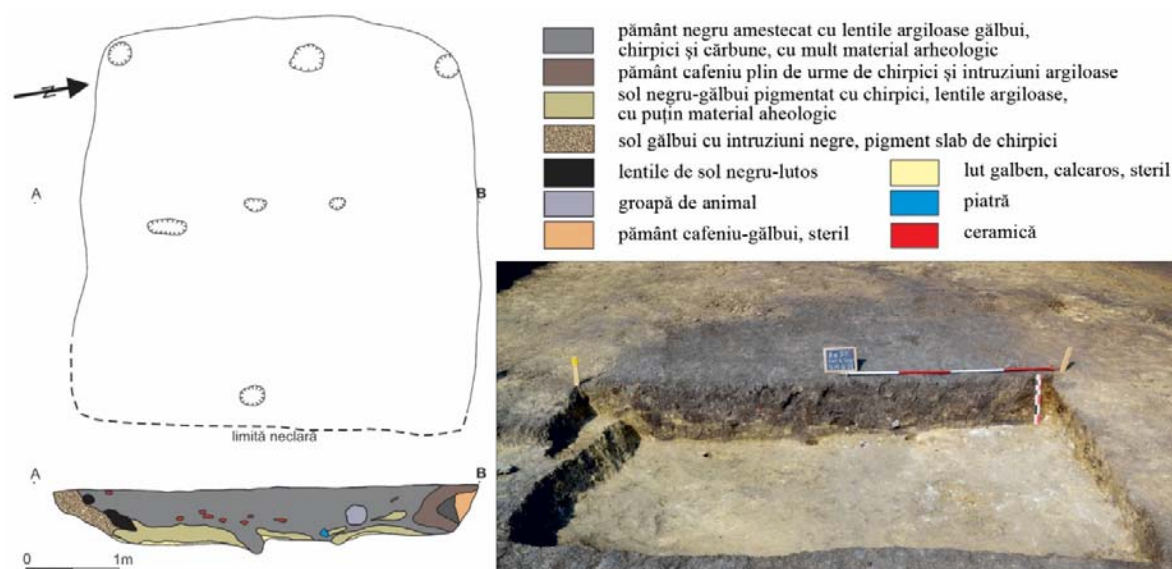 N
A
B
limită neclară
A
B
0
1m
pământ negru amestecat cu lentile argiloase gălbui,
chirpici și cărbune, cu mult material arheologic
pământ cafeniu plin de urme de chirpici și intruziuni argiloase
sol negru-gălbui pigmentat cu chirpici, lentile argiloase,
cu puțin material aheologic
sol gălbui cu intruziuni negre, pigment slab de chirpici
lentile de sol negru-lutos
groapă de animal
pământ cafeniu-gălbui, steril
lut galben, calcaros, steril
piatră
ceramică